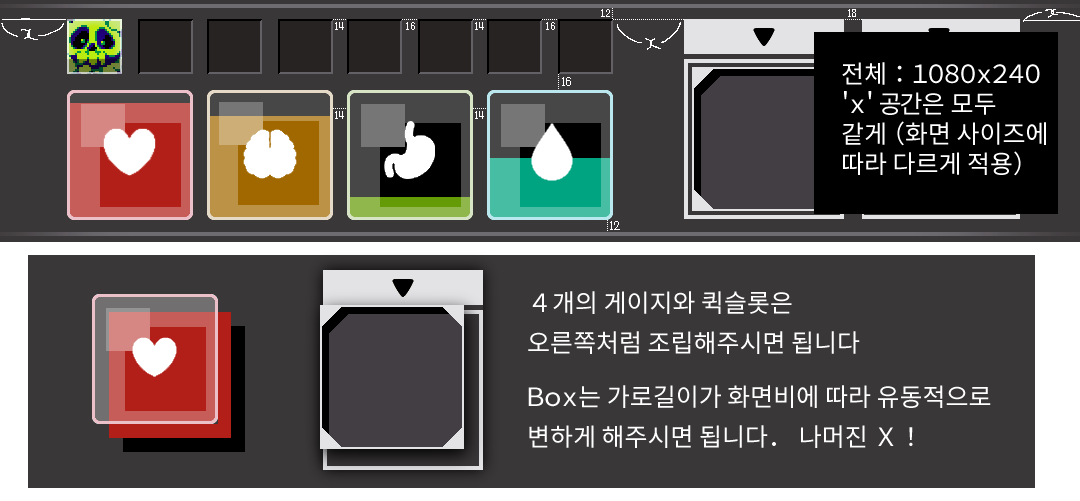 12
18
14
16
14
16
x
x
x
16
14
14
12
전체 : 1080x240
'x' 공간은 모두
같게 (화면 사이즈에
따라 다르게 적용)
4 개의 게이지와 퀵슬롯은
오른쪽처럼 조립해주시면 됩니다
Box는 가로길이가 화면비에 따라 유동적으로
변하게 해주시면 됩니다. 나머진 X !